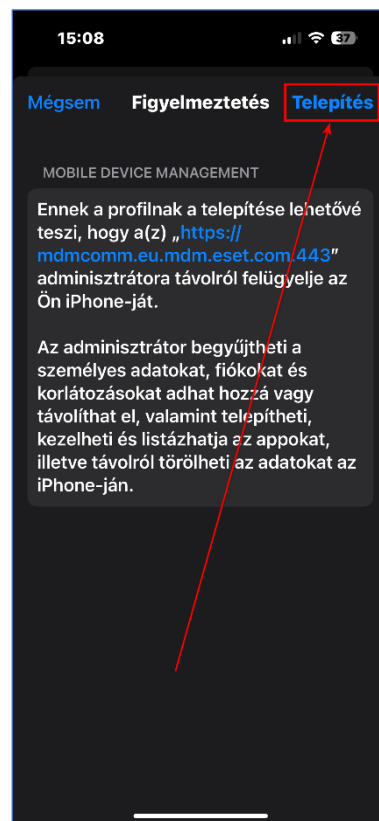 15:08
37
Mégsem Figyelmeztetés Telepítés
MOBILE DEVICE MANAGEMENT
Ennek a profilnak a telepítése lehetővé
teszi, hogy a(z) „https://
mdmcomm.eu.mdm.eset.com:443”
adminisztrátora távolról felügyelje az
Ön iPhone-ját.
Az adminisztrátor begyűjtheti a
személyes adatokat, fiókokat és
korlátozásokat adhat hozzá vagy
távolíthat el, valamint telepítheti,
kezelheti és listázhatja az appokat,
illetve távolról törölheti az adatokat az
iPhone-ján.